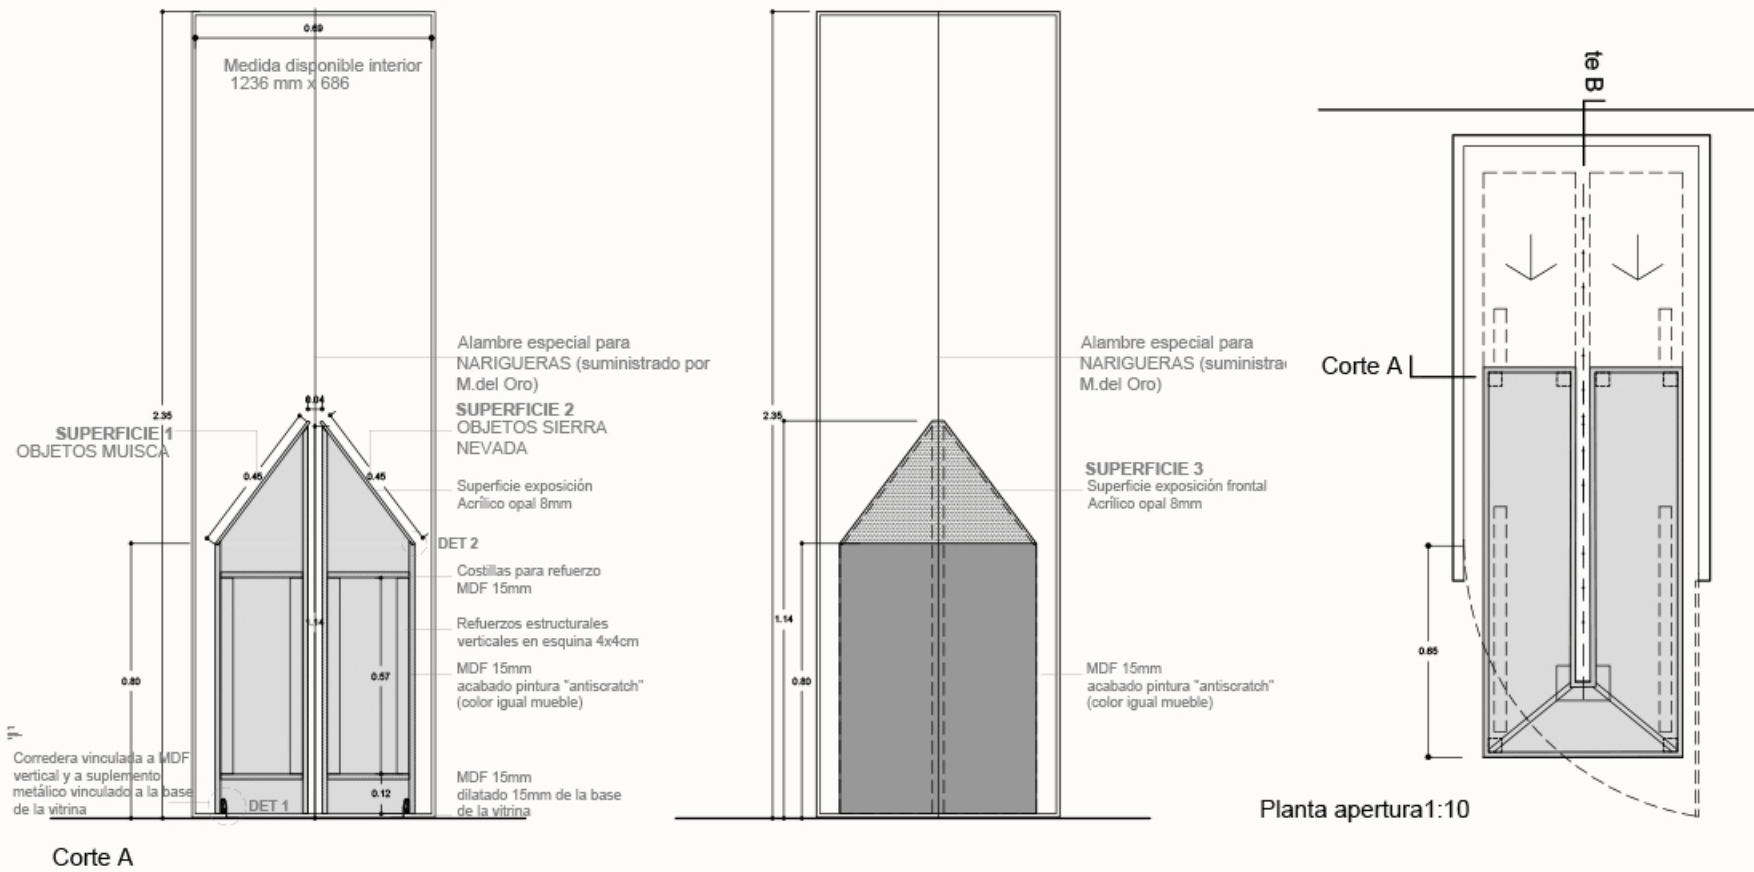 0.69
Medida disponible interior
1236 mm x 686
Alambre especial para
NARIGUERAS (suministrado por
M.del Oro)
0.04
2.35
SUPERFICIE 1
OBJETOS MUISCA
SUPERFICIE 2
OBJETOS SIERRA
NEVADA
0.45
0.45
Superficie exposición
Acrílico opal 8mm
DET 2
Costillas para refuerzo
MDF 15mm
1.14
Refuerzos estructurales
verticales en esquina 4x4cm
0.80
0.57
MDF 15mm
acabado pintura "antiscratch"
(color igual mueble)
Corredera vinculada a MDF
vertical y a suplemento
metálico vinculado a la base
de la vitrina
DET 1
0.12
MDF 15mm
dilatado 15mm de la base
de la vitrina
Corte A
Alambre especial para
NARIGUERAS (suministra
M.del Oro)
2.35
SUPERFICIE 3
Superficie exposición frontal
Acrílico opal 8mm
1.14
0.80
MDF 15mm
acabado pintura "antiscratch"
(color igual mueble)
te B
Corte A
0.65
Planta apertura1:10